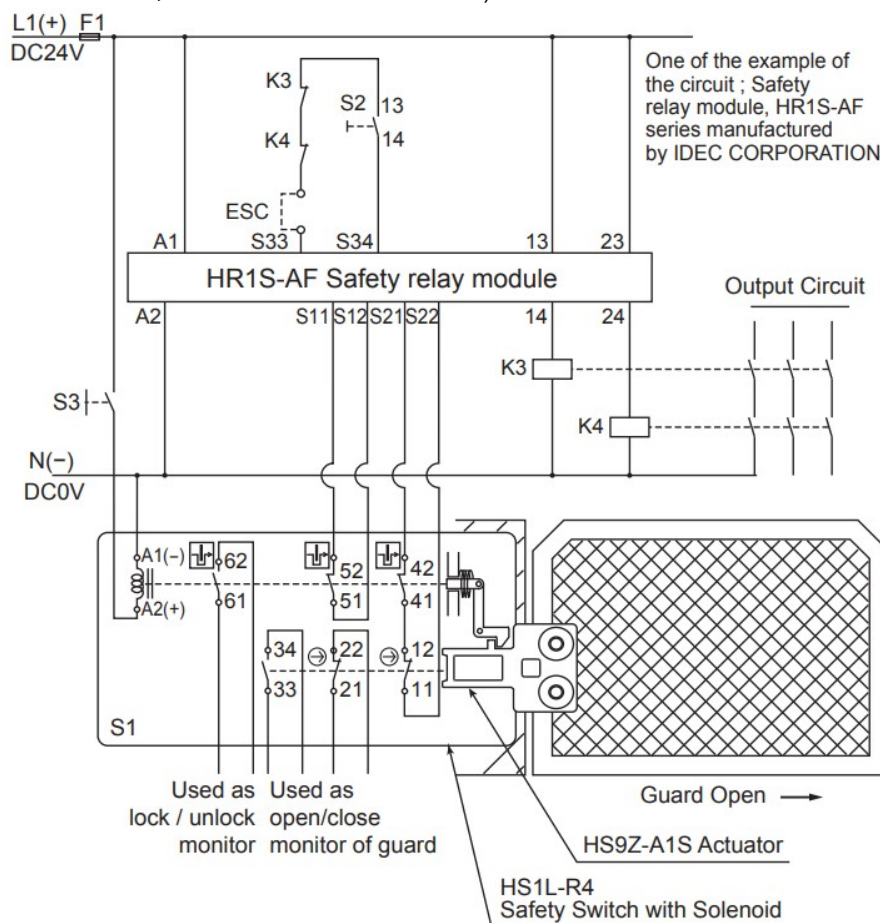 L1(+) F1
DC24V
One of the example of
the circuit ; Safety
relay module, HR1S-AF
series manufactured
by IDEC CORPORATION
K3
S2 13
K4 14
ESC
A1 S33 S34 13 23
HR1S-AF Safety relay module
Output Circuit
A2 S11 S12 S21 S22 14 24
K3
S3
K4
N(−)
DC0V
A1(−) 62 52 42
A2(+) 61 51 41
34 22 12
33 21 11
S1
Used as
lock / unlock
monitor
Used as
open/close
monitor of guard
Guard Open
HS9Z-A1S Actuator
HS1L-R4
Safety Switch with Solenoid